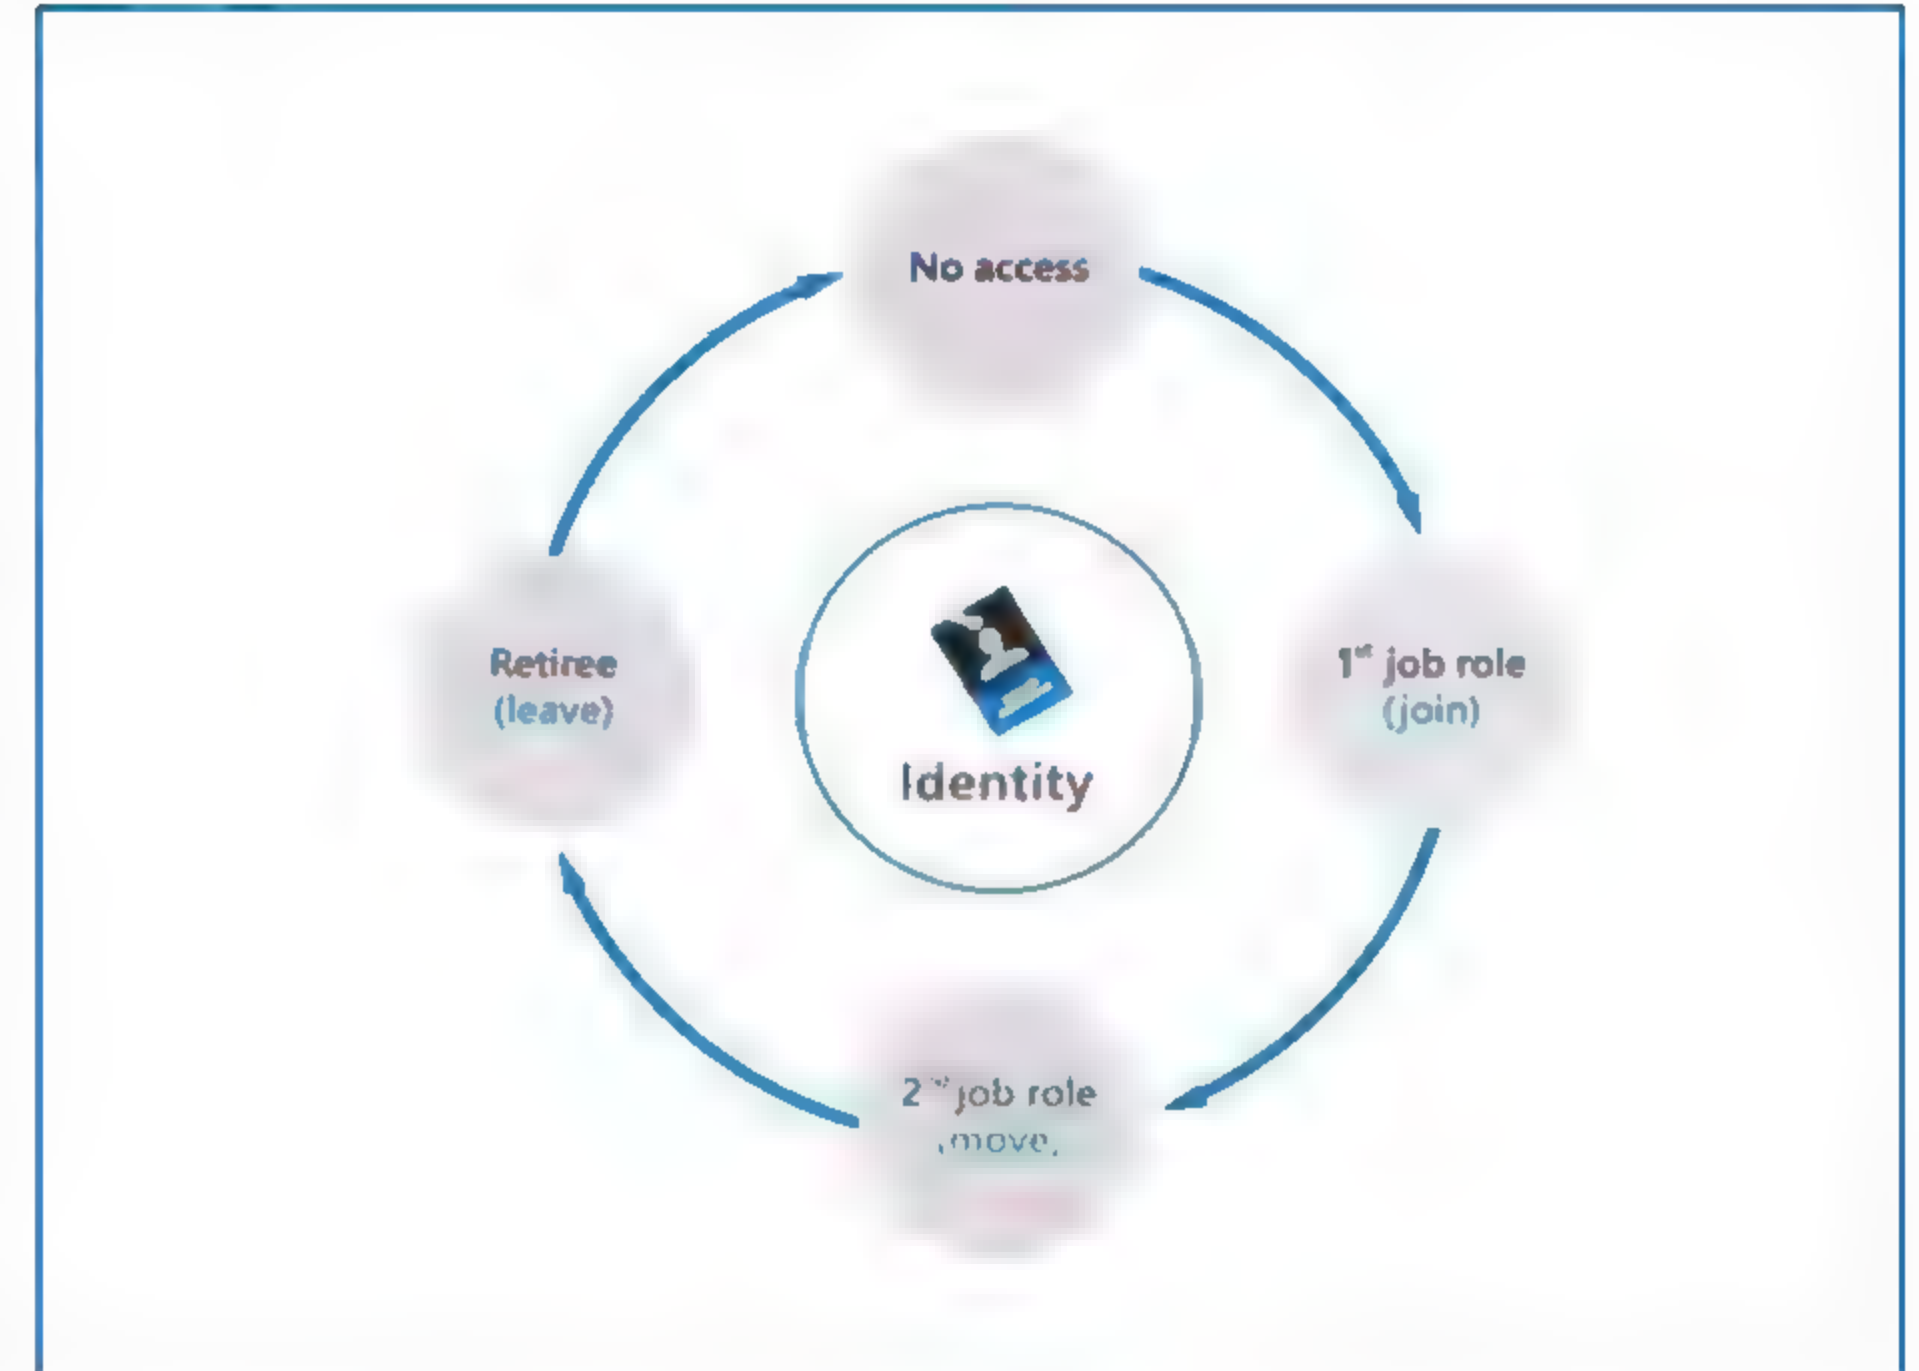 No access
Retiree
(leave)
1st job role
(join)
Identity
2nd job role
(move)